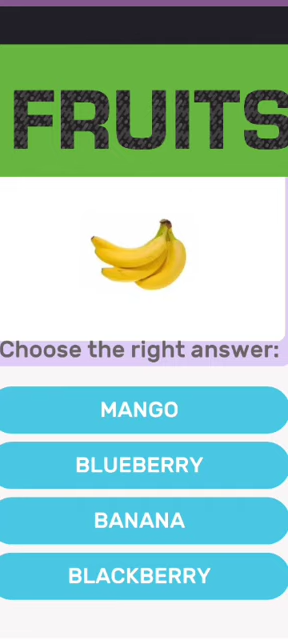 FRUITS
Choose the right answer:
MANGO
BLUEBERRY
BANANA
BLACKBERRY